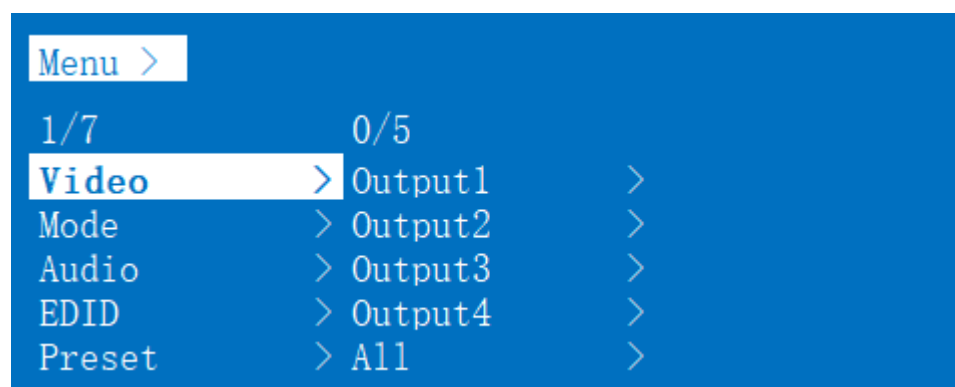 Menu >
1/7 0/5
Video > Output1 >
Mode > Output2 >
Audio > Output3 >
EDID > Output4 >
Preset > All >